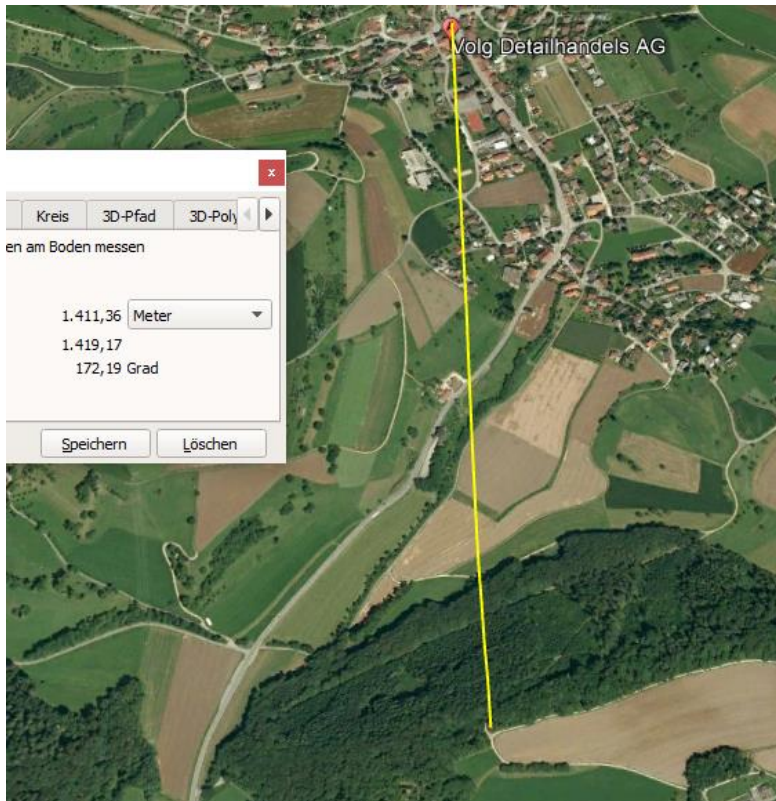 Volg Detailhandels AG
x
Kreis 3D-Pfad 3D-Poly
en am Boden messen
1.411,36 Meter
1.419,17
172,19 Grad
Speichern Löschen